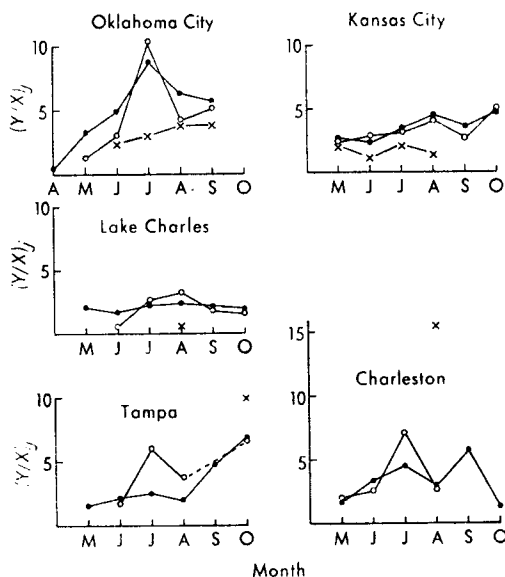 Oklahoma City
10
5
(Y/X)j
A M J J A S O
Kansas City
10
5
M J J A S O
Lake Charles
10
5
(Y/X)j
M J J A S O
Tampa
10
5
(Y/X)j
M J J A S O
Charleston
15
10
5
M J J A S O
Month